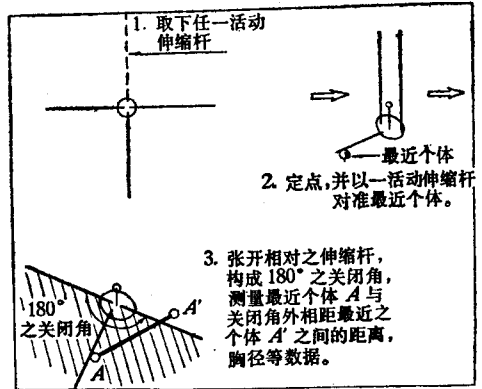 1. 取下任一活动
伸缩杆
最近个体
2. 定点,并以一活动伸缩杆
对准最近个体。
3. 张开相对之伸缩杆,
构成180°之关闭角,
测量最近个体 A 与
关闭角外相距最近之
个体 A′ 之间的距离,
胸径等数据。
180°
之关闭角
A′
A